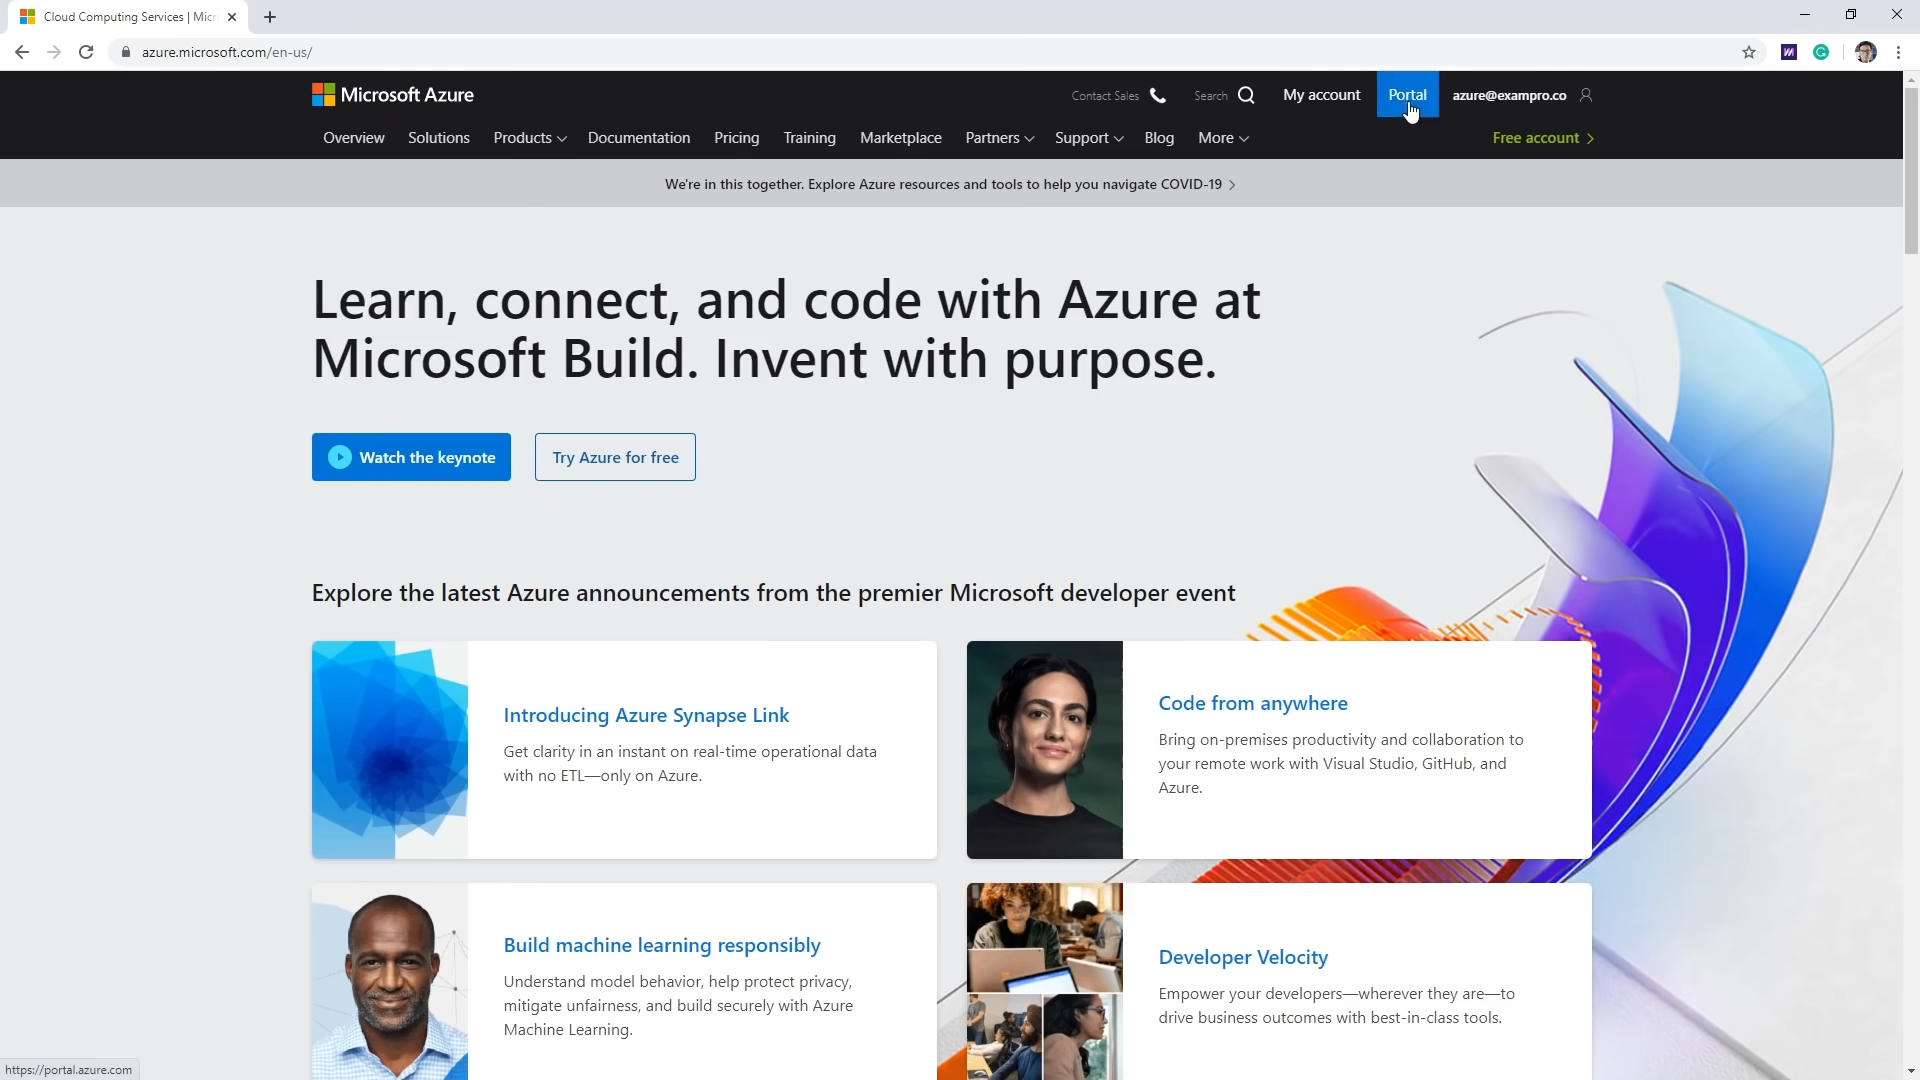 Cloud Computing Services | Micr
azure.microsoft.com/en-us/
Microsoft Azure
Contact Sales
Search
My account
Portal
azure@exampro.co
Overview
Solutions
Products
Documentation
Pricing
Training
Marketplace
Partners
Support
Blog
More
Free account
We're in this together. Explore Azure resources and tools to help you navigate COVID-19
Learn, connect, and code with Azure at
Microsoft Build. Invent with purpose.
Watch the keynote
Try Azure for free
Explore the latest Azure announcements from the premier Microsoft developer event
Introducing Azure Synapse Link
Get clarity in an instant on real-time operational data
with no ETL—only on Azure.
Code from anywhere
Bring on-premises productivity and collaboration to
your remote work with Visual Studio, GitHub, and
Azure.
Build machine learning responsibly
Understand model behavior, help protect privacy,
mitigate unfairness, and build securely with Azure
Machine Learning.
Developer Velocity
Empower your developers—wherever they are—to
drive business outcomes with best-in-class tools.
https://portal.azure.com